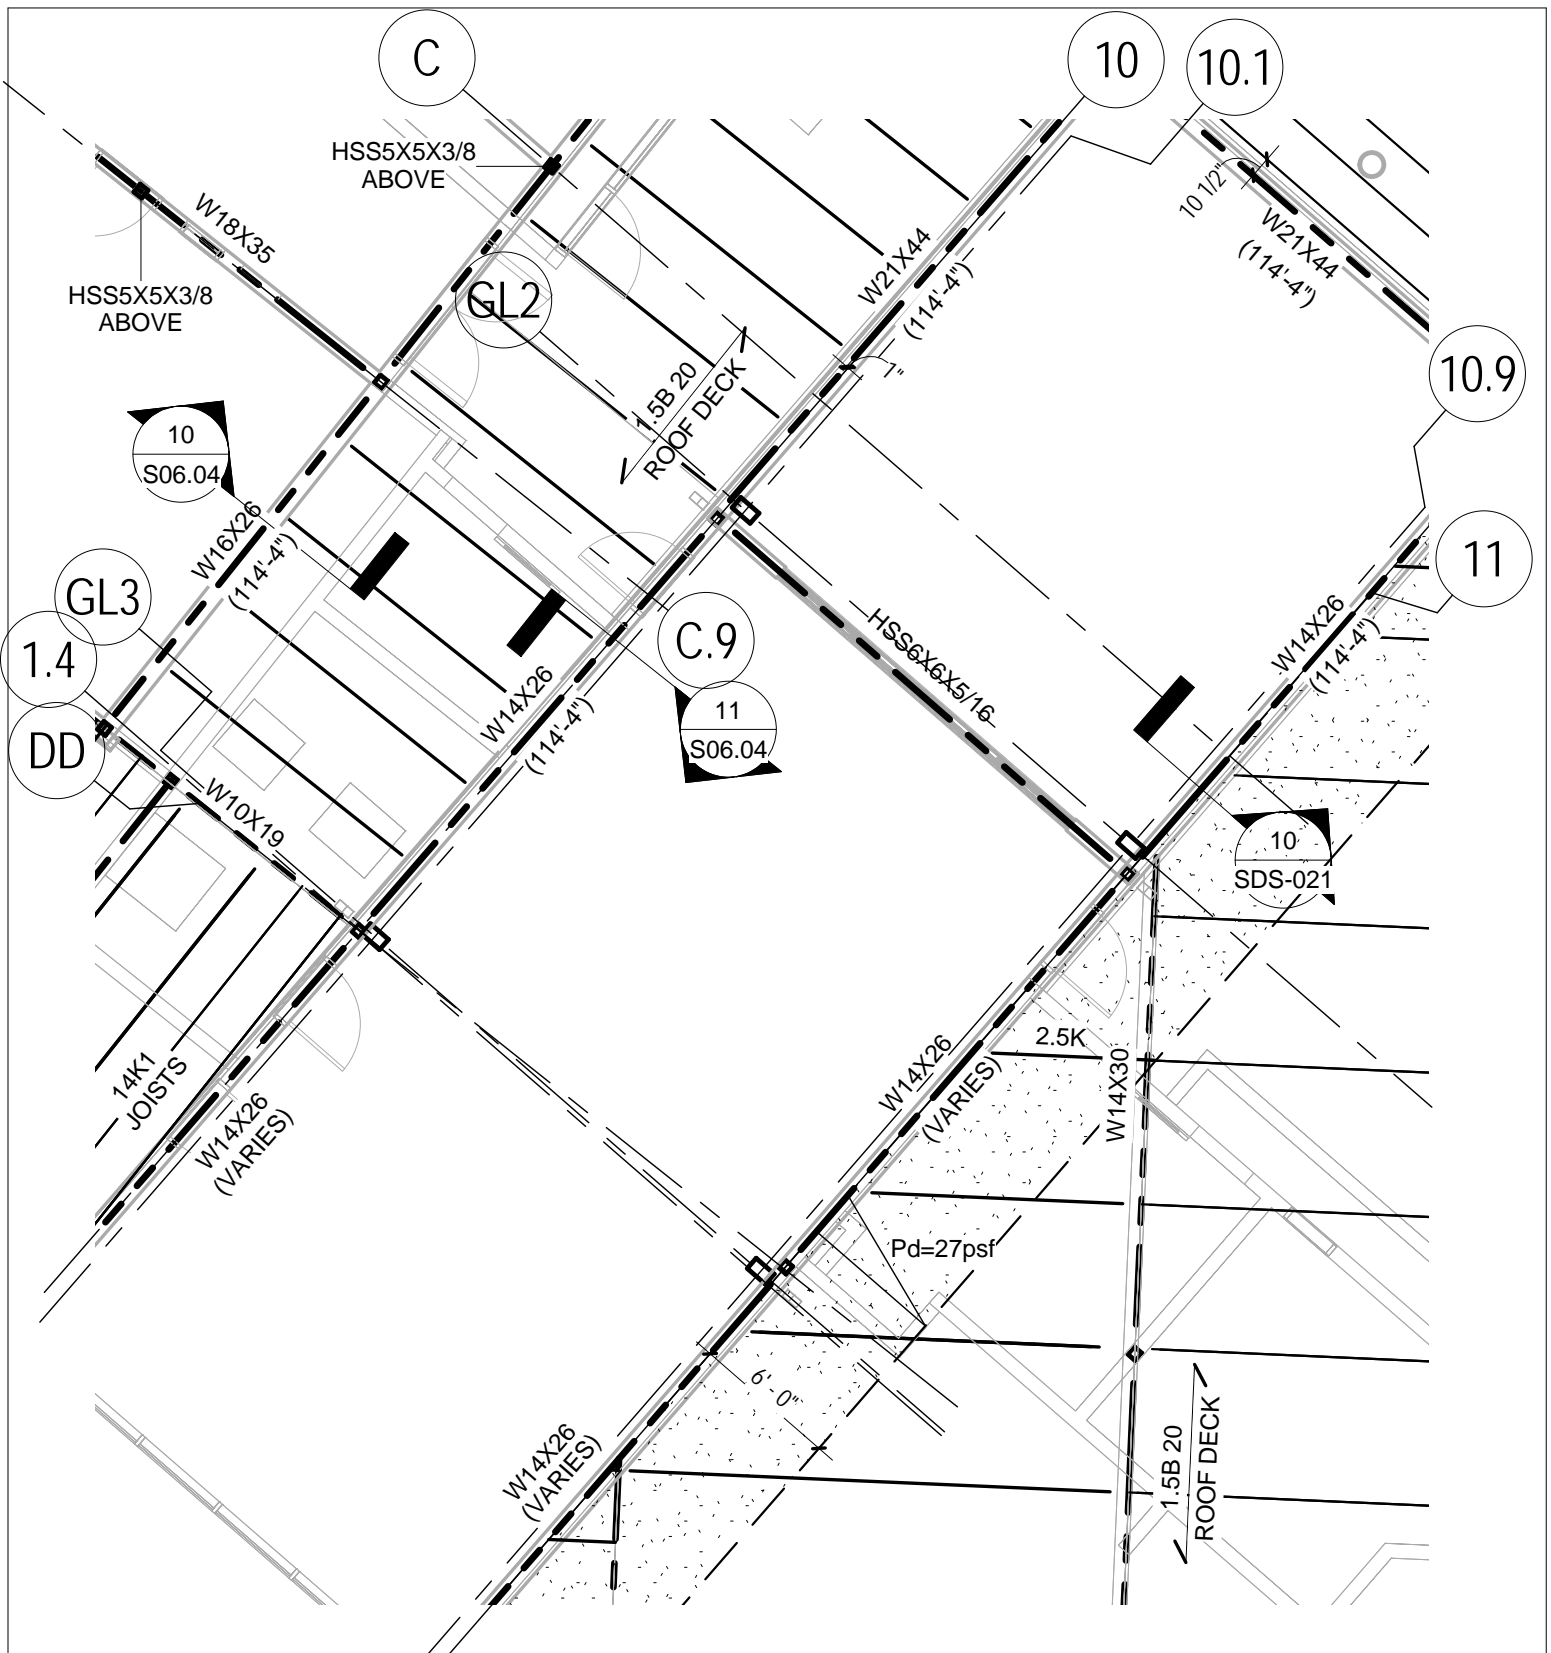 C
10
10.1
HSS5X5X3/8
ABOVE
W18X35
HSS5X5X3/8
ABOVE
GL2
W21X44
(114'-4")
10 1/2"
W21X44
(114'-4")
1.5B 20
ROOF DECK
1"
10.9
10
S06.04
W16X26
(114'-4")
GL3
1.4
DD
11
C.9
11
S06.04
HSS6X6X5/16
W14X26
(114'-4")
W14X26
(114'-4")
W10X19
10
SDS-021
14K1
JOISTS
W14X26
(VARIES)
W14X26
(VARIES)
2.5K
W14X30
Pd=27psf
6' - 0"
W14X26
(VARIES)
1.5B 20
ROOF DECK